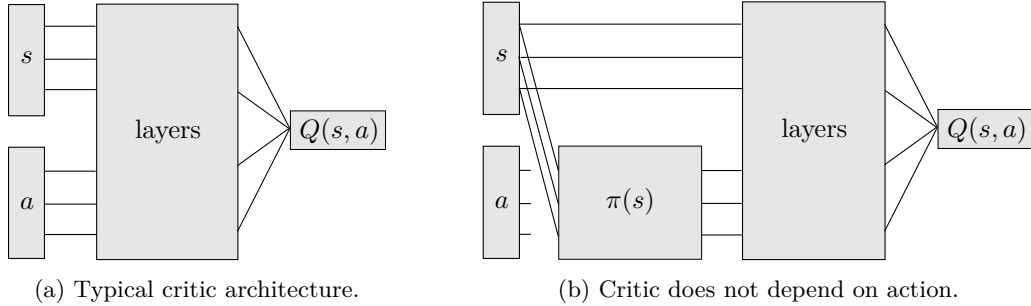 s
a
layers
Q(s, a)
(a) Typical critic architecture.
s
a
π(s)
layers
Q(s, a)
(b) Critic does not depend on action.